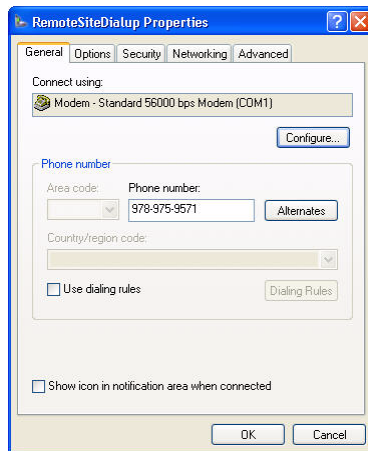 RemoteSiteDialup Properties
General Options Security Networking Advanced
Connect using:
Modem - Standard 56000 bps Modem (COM1)
Configure...
Phone number
Area code: Phone number:
978-975-9571 Alternates
Country/region code:
Use dialing rules Dialing Rules
Show icon in notification area when connected
OK Cancel